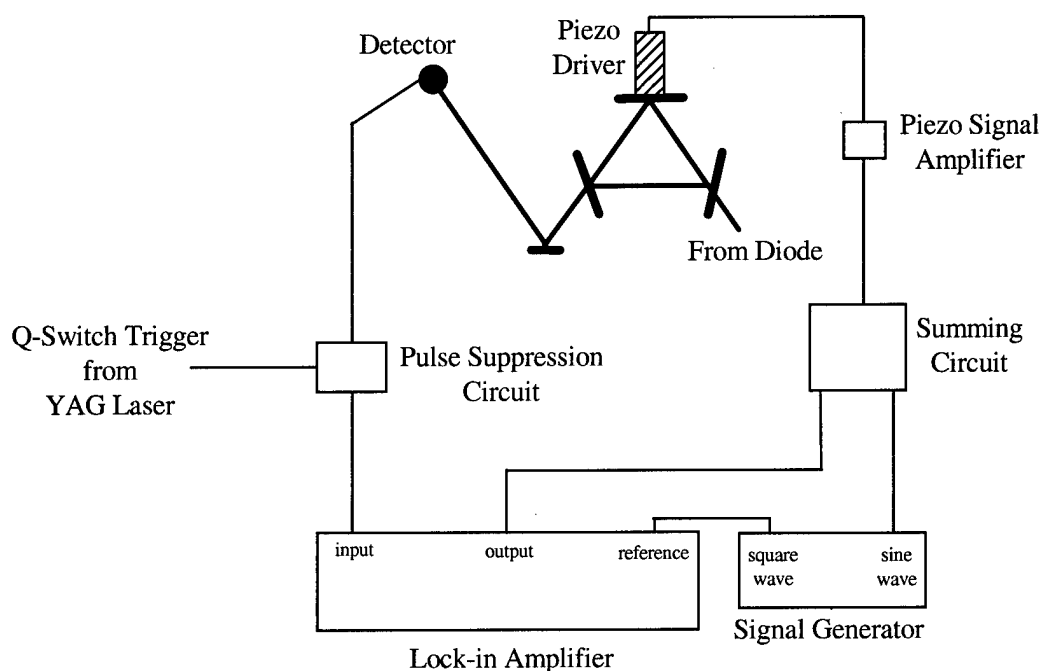 Detector
Piezo
Driver
Piezo Signal
Amplifier
From Diode
Q-Switch Trigger
from
YAG Laser
Pulse Suppression
Circuit
Summing
Circuit
input
output
reference
square
wave
sine
wave
Signal Generator
Lock-in Amplifier